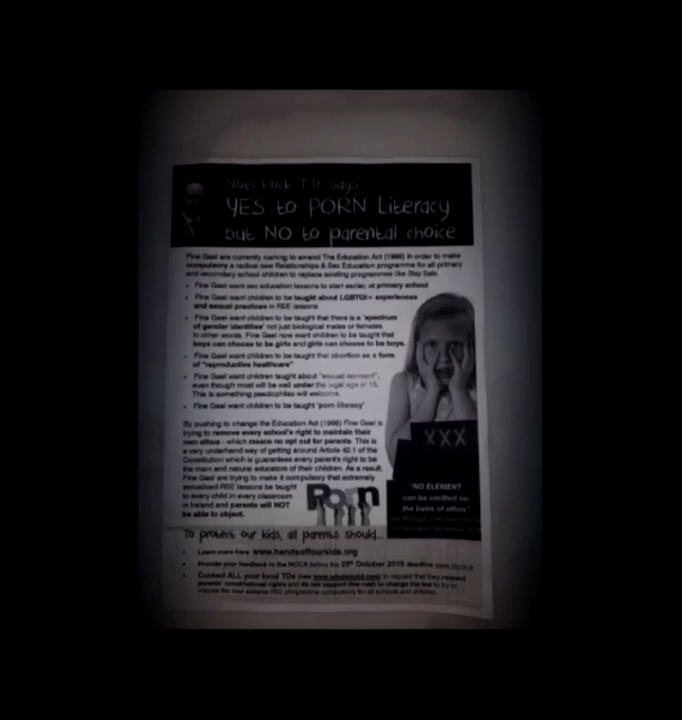 Noel Rock T.D. says
YES to PORN Literacy
but NO to parental choice
Fine Gael are currently rushing to amend The Education Act (1998) in order to make
compulsory a radical new Relationships & Sex Education programme for all primary
and secondary school children to replace existing programmes like Stay Safe.
• Fine Gael want sex education lessons to start earlier, at primary school
• Fine Gael want children to be taught about LGBTQI+ experiences
and sexual practices in RSE lessons
• Fine Gael want children to be taught that there is a 'spectrum
of gender identities' not just biological males or females.
In other words, Fine Gael now want children to be taught that
boys can choose to be girls and girls can choose to be boys.
• Fine Gael want children to be taught that abortion as a form
of "reproductive healthcare"
• Fine Gael want children taught about "sexual consent",
even though most will be well under the legal age of
This is something paedophiles will welcome.
• Fine Gael want children to be taught 'porn literacy'
By pushing to change the Education Act (1998) Fine Gael is
trying to remove every school's right to maintain their
own ethos - which means no opt out for parents. This is
a very underhand way of getting around Article 42.1 of the
Constitution which is guarantees every parent's right to be
the main and natural educators of their children. As a result,
Fine Gael are trying to make it compulsory that extremely
sexualised RSE lessons be taught
to every child in every classroom
in Ireland and parents will NOT
be able to object.
XXX
Porn
"NO ELEMENT
can be omitted on
the basis of ethos"
To protect our kids, all parents should...
• Learn more here: www.handsoffourkids.org
• Provide your feedback to the NCCA before the 25th October 2019 deadline
• Contact ALL your local TDs (see www.whoismytd.com) to request that they respect
parents' constitutional rights and do not support this rush to change the law to try to
impose the new extreme RSE programme compulsory for all schools and children.